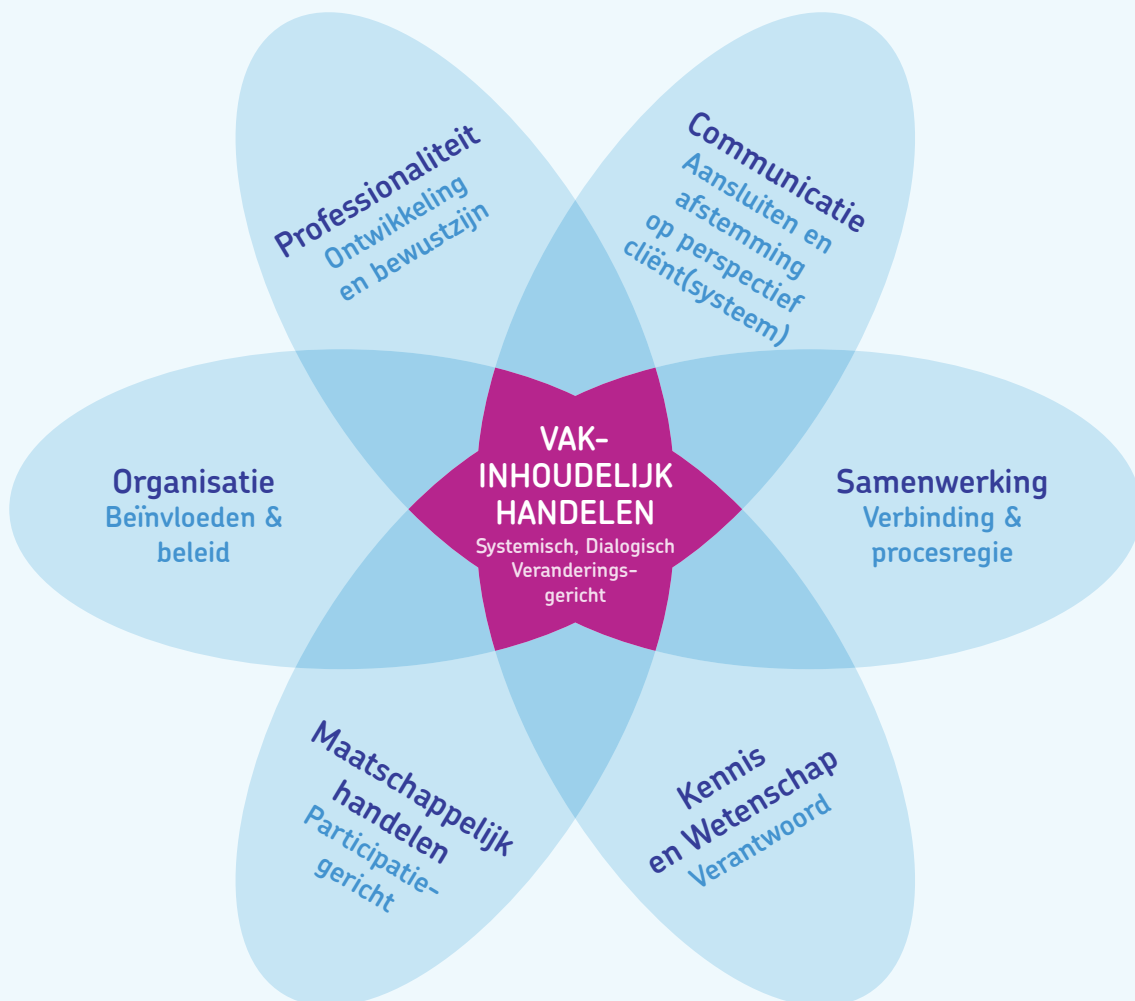 Professionaliteit
Ontwikkeling
en bewustzijn
Communicatie
Aansluiten en
afstemming
op perspectief
cliënt(systeem)
Organisatie
Beïnvloeden &
beleid
VAK-
INHOUDELIJK
HANDELEN
Systemisch, Dialogisch
Veranderings-
gericht
Samenwerking
Verbinding &
procesregie
Maatschappelijk
handelen
Participatie-
gericht
Kennis
en Wetenschap
Verantwoord